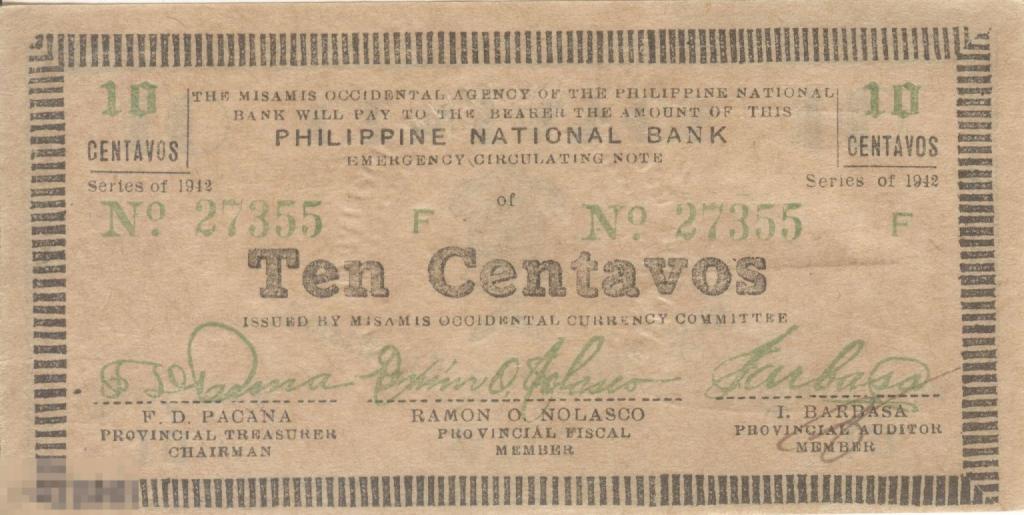 10
CENTAVOS
Series of 1942
THE MISAMIS OCCIDENTAL AGENCY OF THE PHILIPPINE NATIONAL
BANK WILL PAY TO THE BEARER THE AMOUNT OF THIS
PHILIPPINE NATIONAL BANK
EMERGENCY CIRCULATING NOTE
10
CENTAVOS
Series of 1942
of
No. 27355 F No. 27355 F
Ten Centavos
ISSUED BY MISAMIS OCCIDENTAL CURRENCY COMMITTEE
F. D. PACANA
PROVINCIAL TREASURER
CHAIRMAN
RAMON O. NOLASCO
PROVINCIAL FISCAL
MEMBER
I. BARBASA
PROVINCIAL AUDITOR
MEMBER